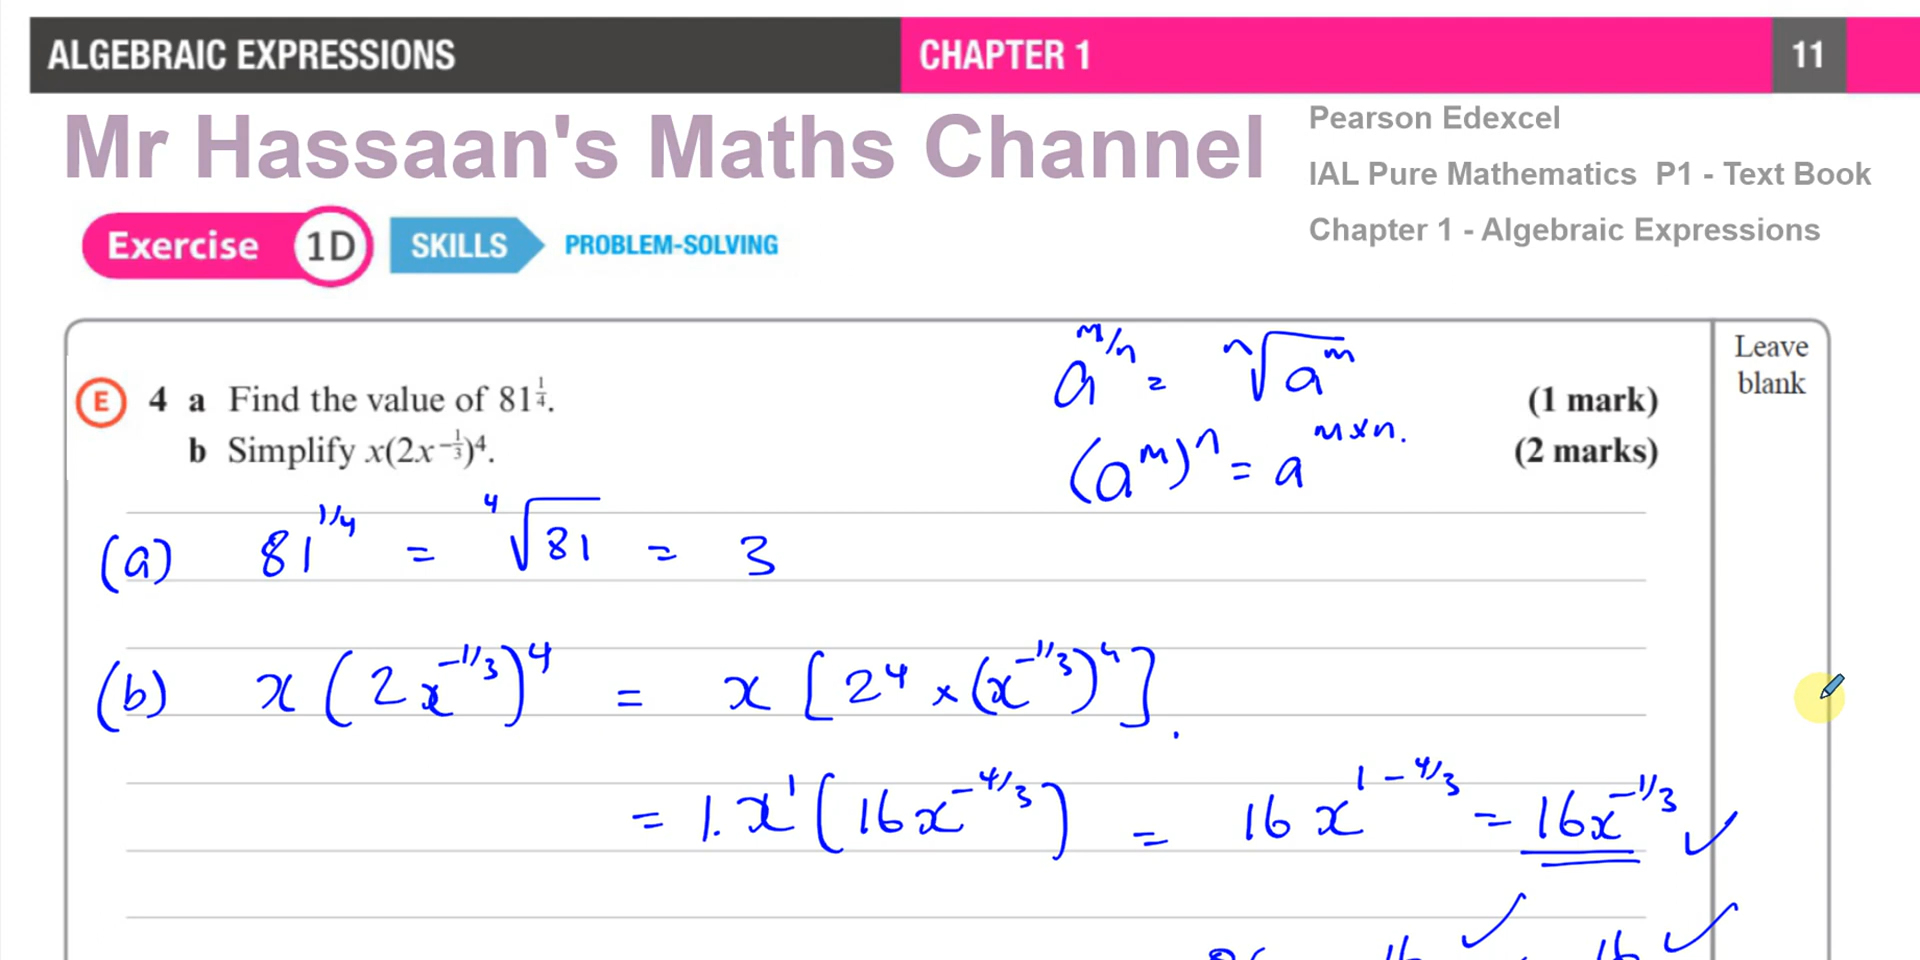 ALGEBRAIC EXPRESSIONS CHAPTER 1 11
Mr Hassaan's Maths Channel
Pearson Edexcel
IAL Pure Mathematics P1 - Text Book
Chapter 1 - Algebraic Expressions
Exercise 1D SKILLS PROBLEM-SOLVING
Leave
blank
E 4 a Find the value of 81^(1/4). (1 mark)
b Simplify x(2x^(-1/3))^4. (2 marks)
a^(m/n) = ⁿ√(a^m)
(a^m)^n = a^(m×n).
(a) 81^(1/4) = ⁴√81 = 3
(b) x(2x^(-1/3))^4 = x[2^4 × (x^(-1/3))^4].
= 1.x^1(16x^(-4/3)) = 16x^(1-4/3) = 16x^(-1/3) ✓